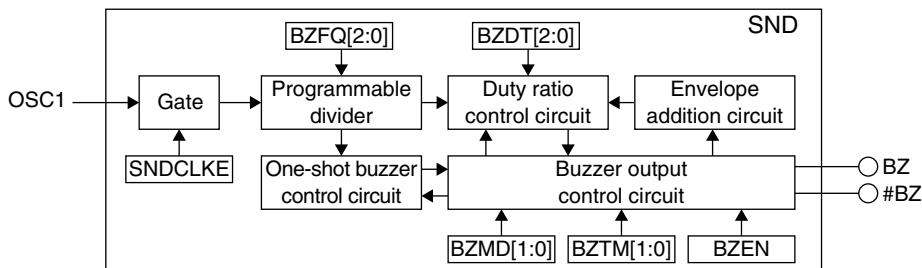 SND
BZFQ[2:0]
BZDT[2:0]
OSC1
Gate
Programmable
divider
Duty ratio
control circuit
Envelope
addition circuit
SNDCLKE
One-shot buzzer
control circuit
Buzzer output
control circuit
BZ
#BZ
BZMD[1:0]
BZTM[1:0]
BZEN